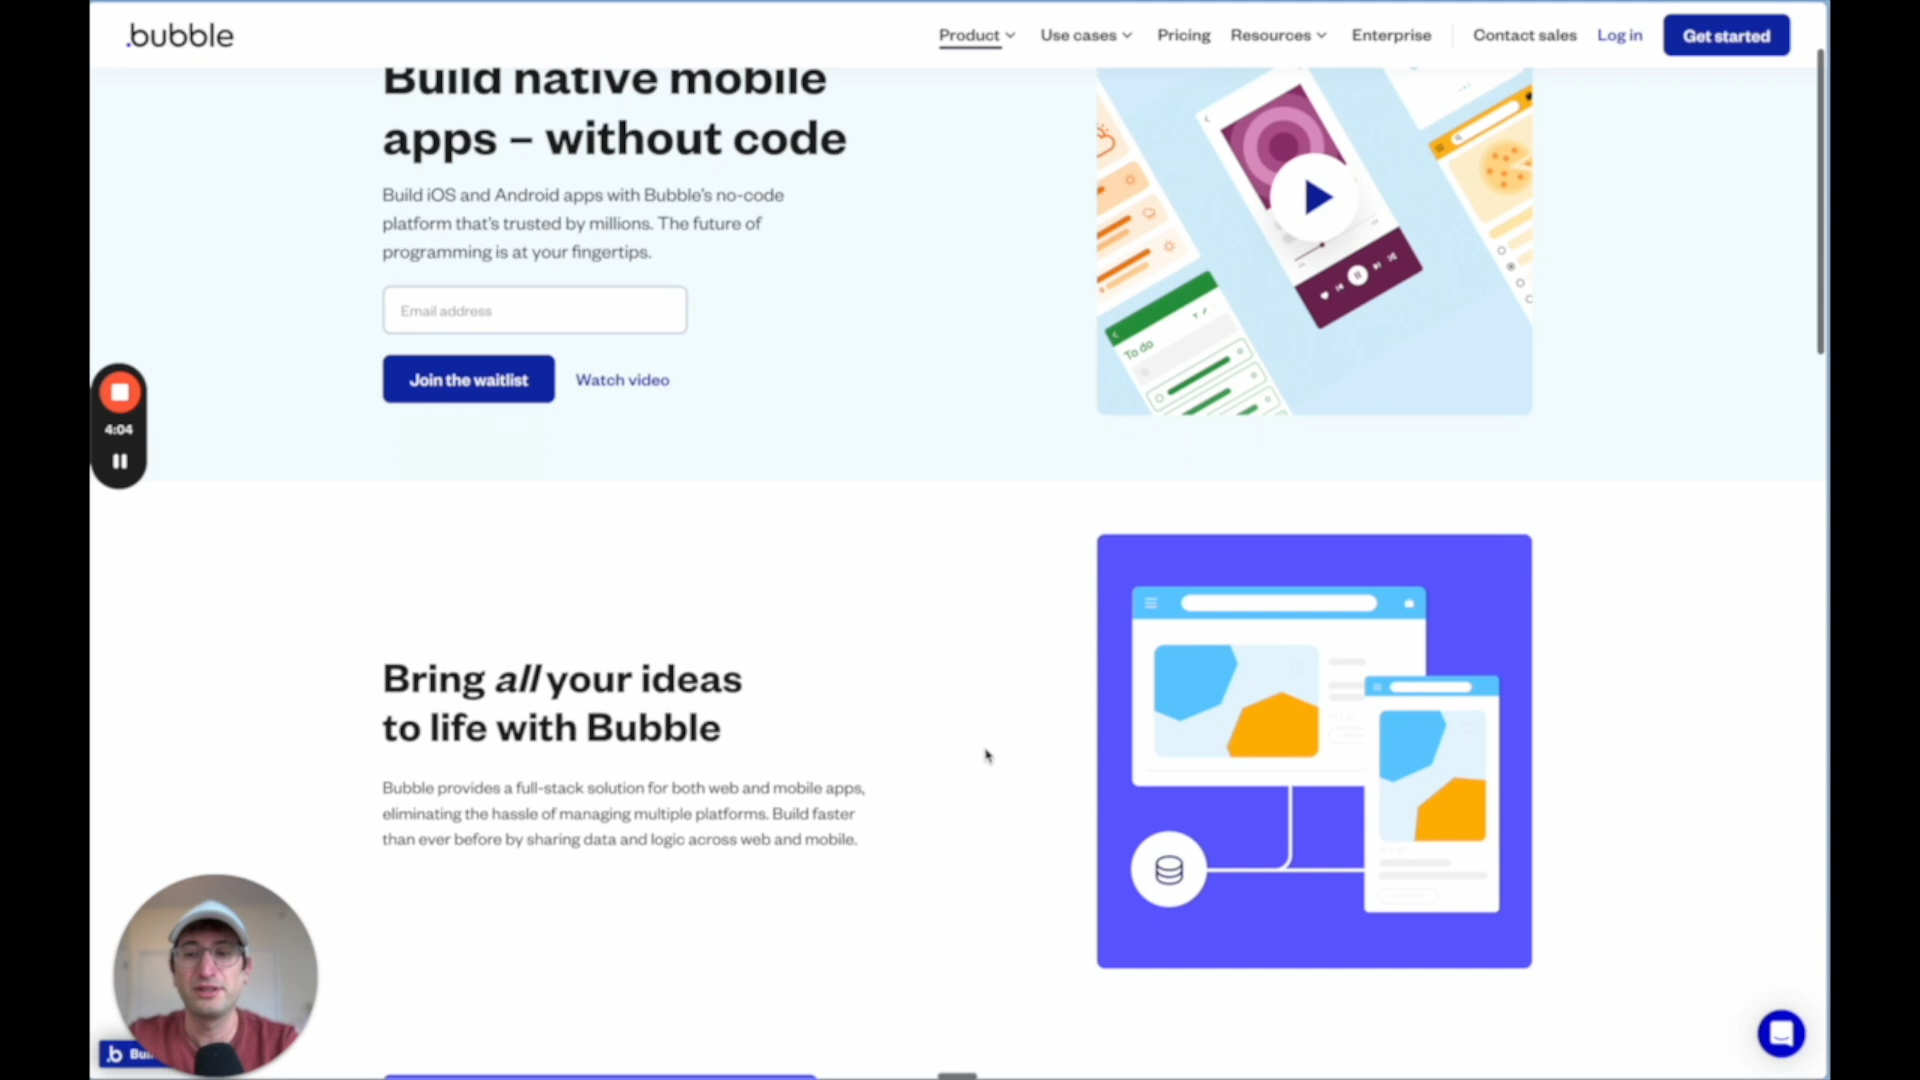 .bubble
Product
Use cases
Pricing
Resources
Enterprise
Contact sales
Log in
Get started
Build native mobile
apps – without code
Build iOS and Android apps with Bubble's no-code
platform that's trusted by millions. The future of
programming is at your fingertips.
Email address
Join the waitlist
Watch video
To do
4:04
Bring all your ideas
to life with Bubble
Bubble provides a full-stack solution for both web and mobile apps,
eliminating the hassle of managing multiple platforms. Build faster
than ever before by sharing data and logic across web and mobile.
.b